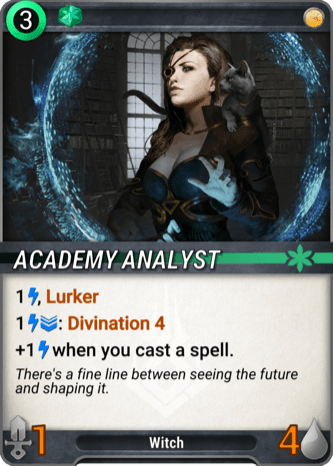 3
ACADEMY ANALYST
1, Lurker
1: Divination 4
+1 when you cast a spell.
There's a fine line between seeing the future
and shaping it.
1 Witch 4